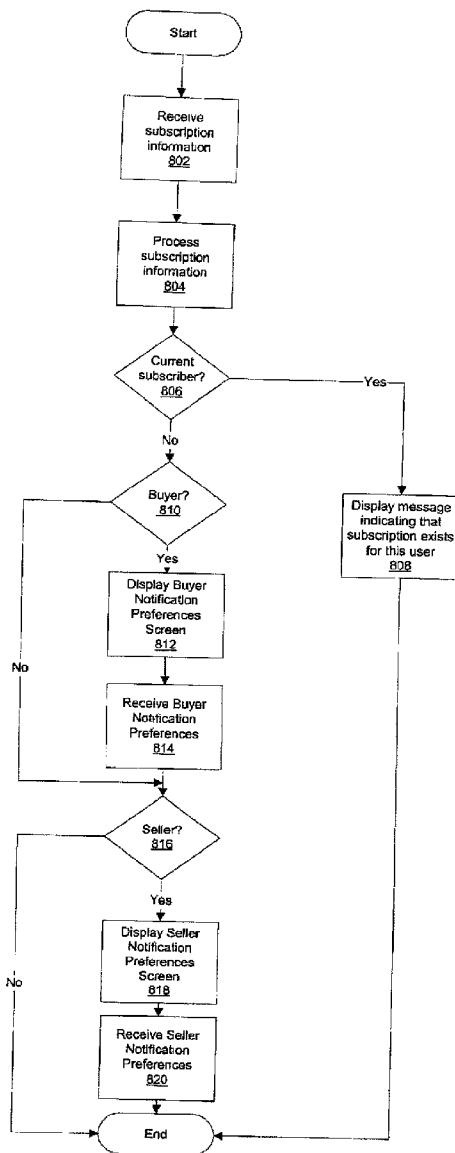 Start
Receive
subscription
information
802
Process
subscription
information
804
Current
subscriber?
806
Yes
No
Buyer?
810
Display message
indicating that
subscription exists
for this user
808
Yes
Display Buyer
Notification
Preferences
Screen
812
No
Receive Buyer
Notification
Preferences
814
Seller?
816
Yes
Display Seller
Notification
Preferences
Screen
818
No
Receive Seller
Notification
Preferences
820
End